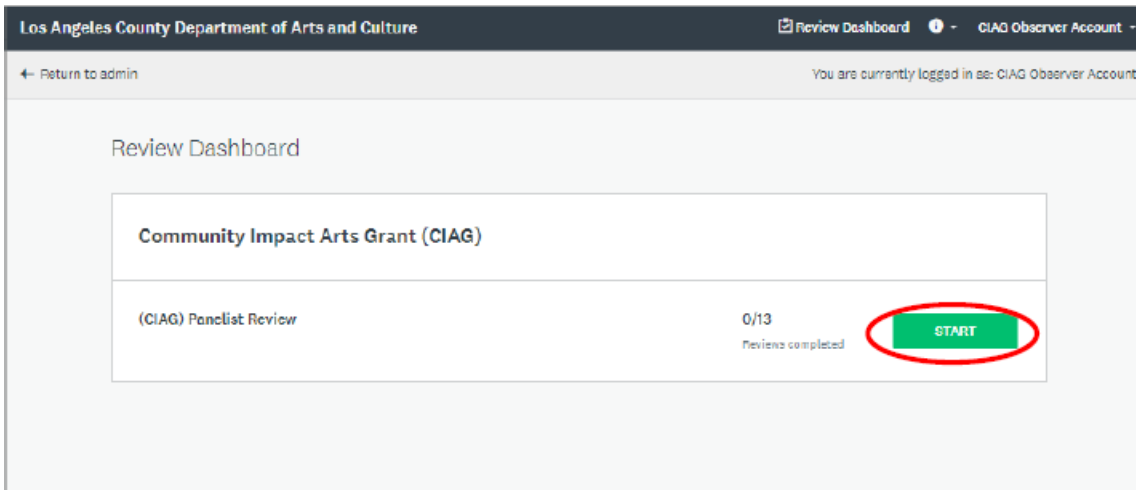 Los Angeles County Department of Arts and Culture Review Dashboard CIAG Observer Account
← Return to admin You are currently logged in as: CIAG Observer Account
Review Dashboard
Community Impact Arts Grant (CIAG)
(CIAG) Panelist Review 0/13 START
Reviews completed